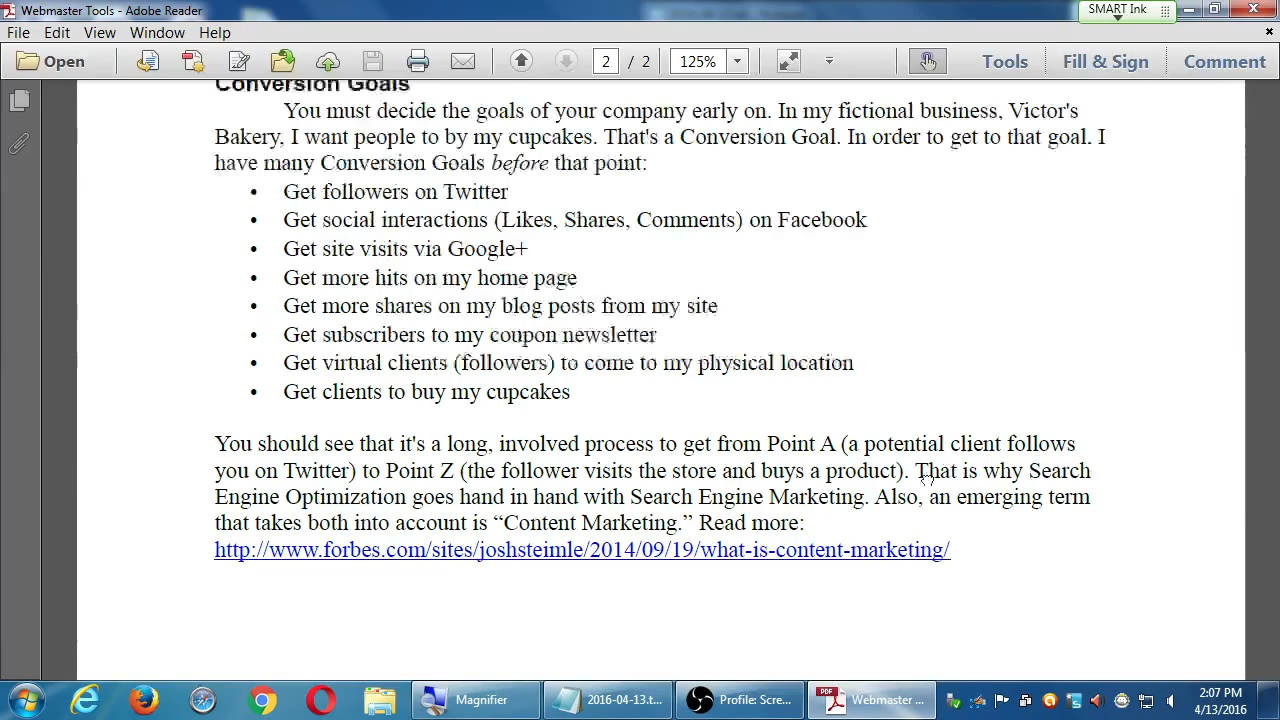 Webmaster Tools - Adobe Reader
SMART Ink
File Edit View Window Help
Open 2 / 2 125% Tools Fill & Sign Comment
Conversion Goals
You must decide the goals of your company early on. In my fictional business, Victor's
Bakery, I want people to by my cupcakes. That's a Conversion Goal. In order to get to that goal. I
have many Conversion Goals before that point:
• Get followers on Twitter
• Get social interactions (Likes, Shares, Comments) on Facebook
• Get site visits via Google+
• Get more hits on my home page
• Get more shares on my blog posts from my site
• Get subscribers to my coupon newsletter
• Get virtual clients (followers) to come to my physical location
• Get clients to buy my cupcakes
You should see that it's a long, involved process to get from Point A (a potential client follows
you on Twitter) to Point Z (the follower visits the store and buys a product). That is why Search
Engine Optimization goes hand in hand with Search Engine Marketing. Also, an emerging term
that takes both into account is “Content Marketing.” Read more:
http://www.forbes.com/sites/joshsteimle/2014/09/19/what-is-content-marketing/
Magnifier 2016-04-13.t... Profile: Scre... Webmaster ... 2:07 PM
4/13/2016